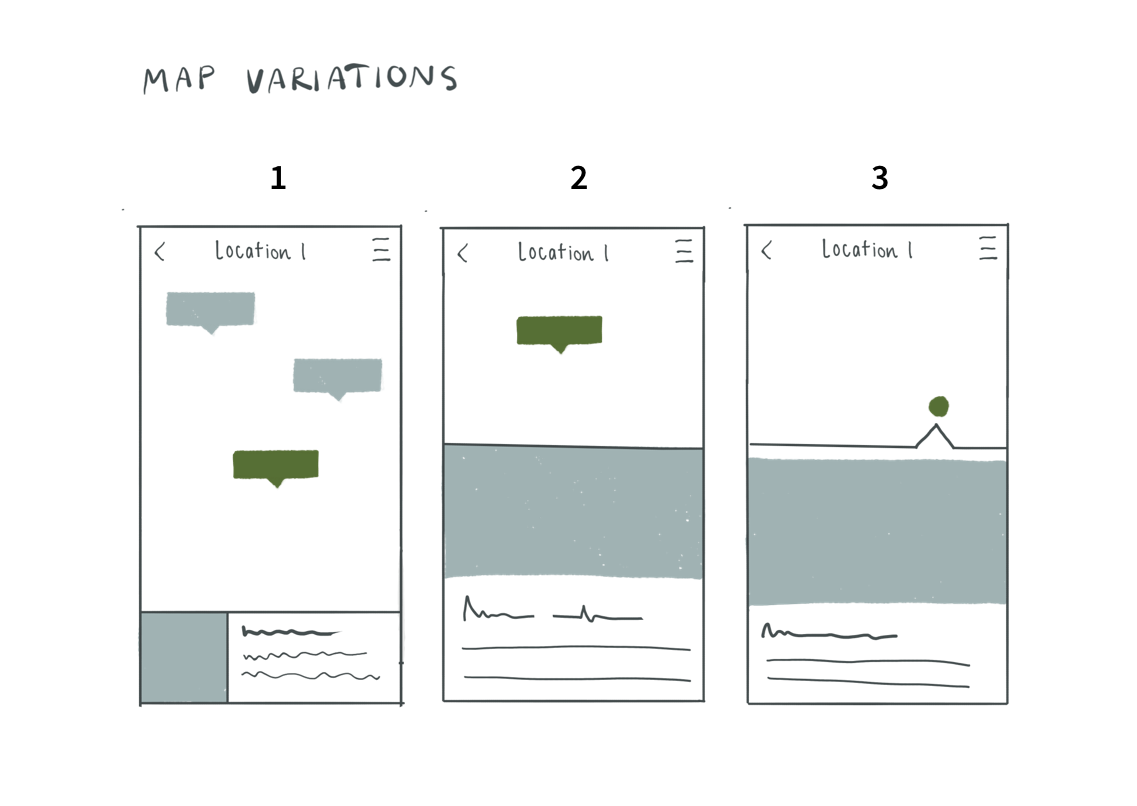 MAP VARIATIONS
1
2
3
Location 1
Location 1
Location 1